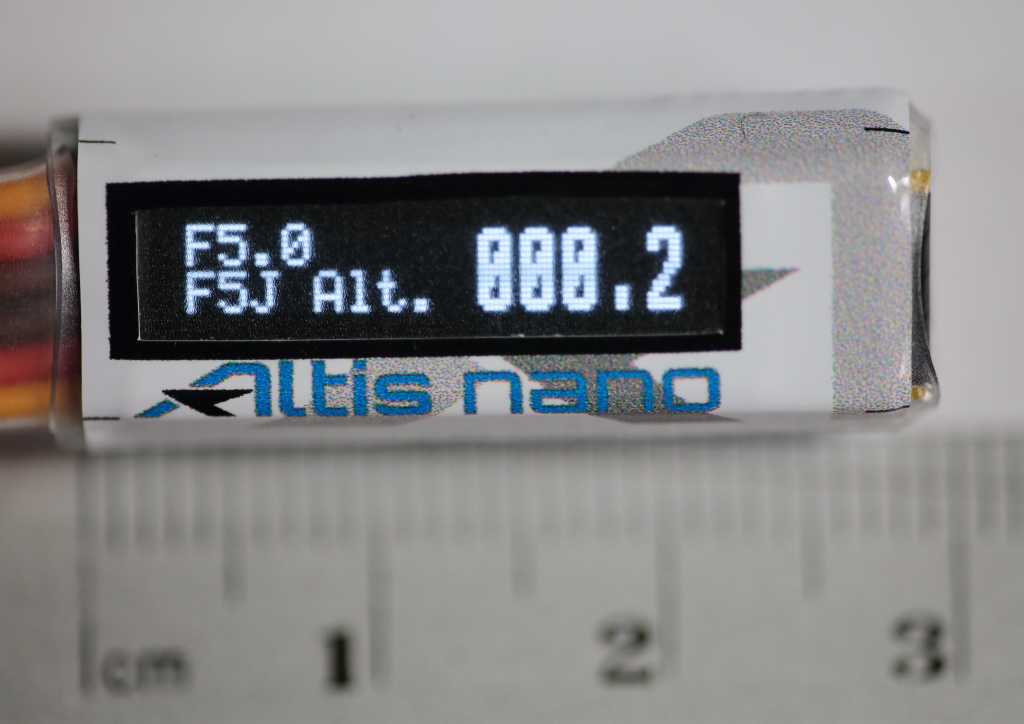 F5.0
F5J Alt. 000.2
Altis nano
cm 1 2 3